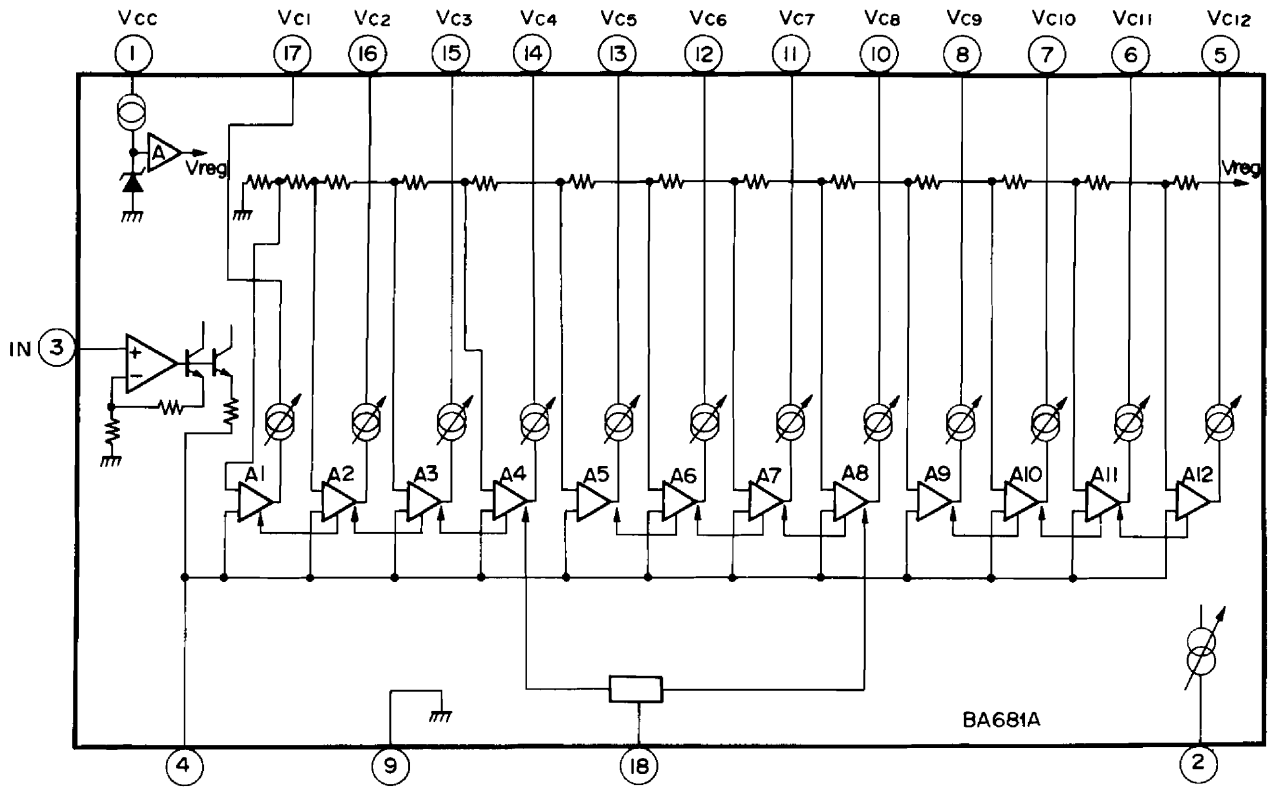 VCC VC1 VC2 VC3 VC4 VC5 VC6 VC7 VC8 VC9 VC10 VC11 VC12
1 17 16 15 14 13 12 11 10 8 7 6 5
A
Vreg
Vreg
IN 3
+
−
A1 A2 A3 A4 A5 A6 A7 A8 A9 A10 A11 A12
BA681A
4 9 18 2